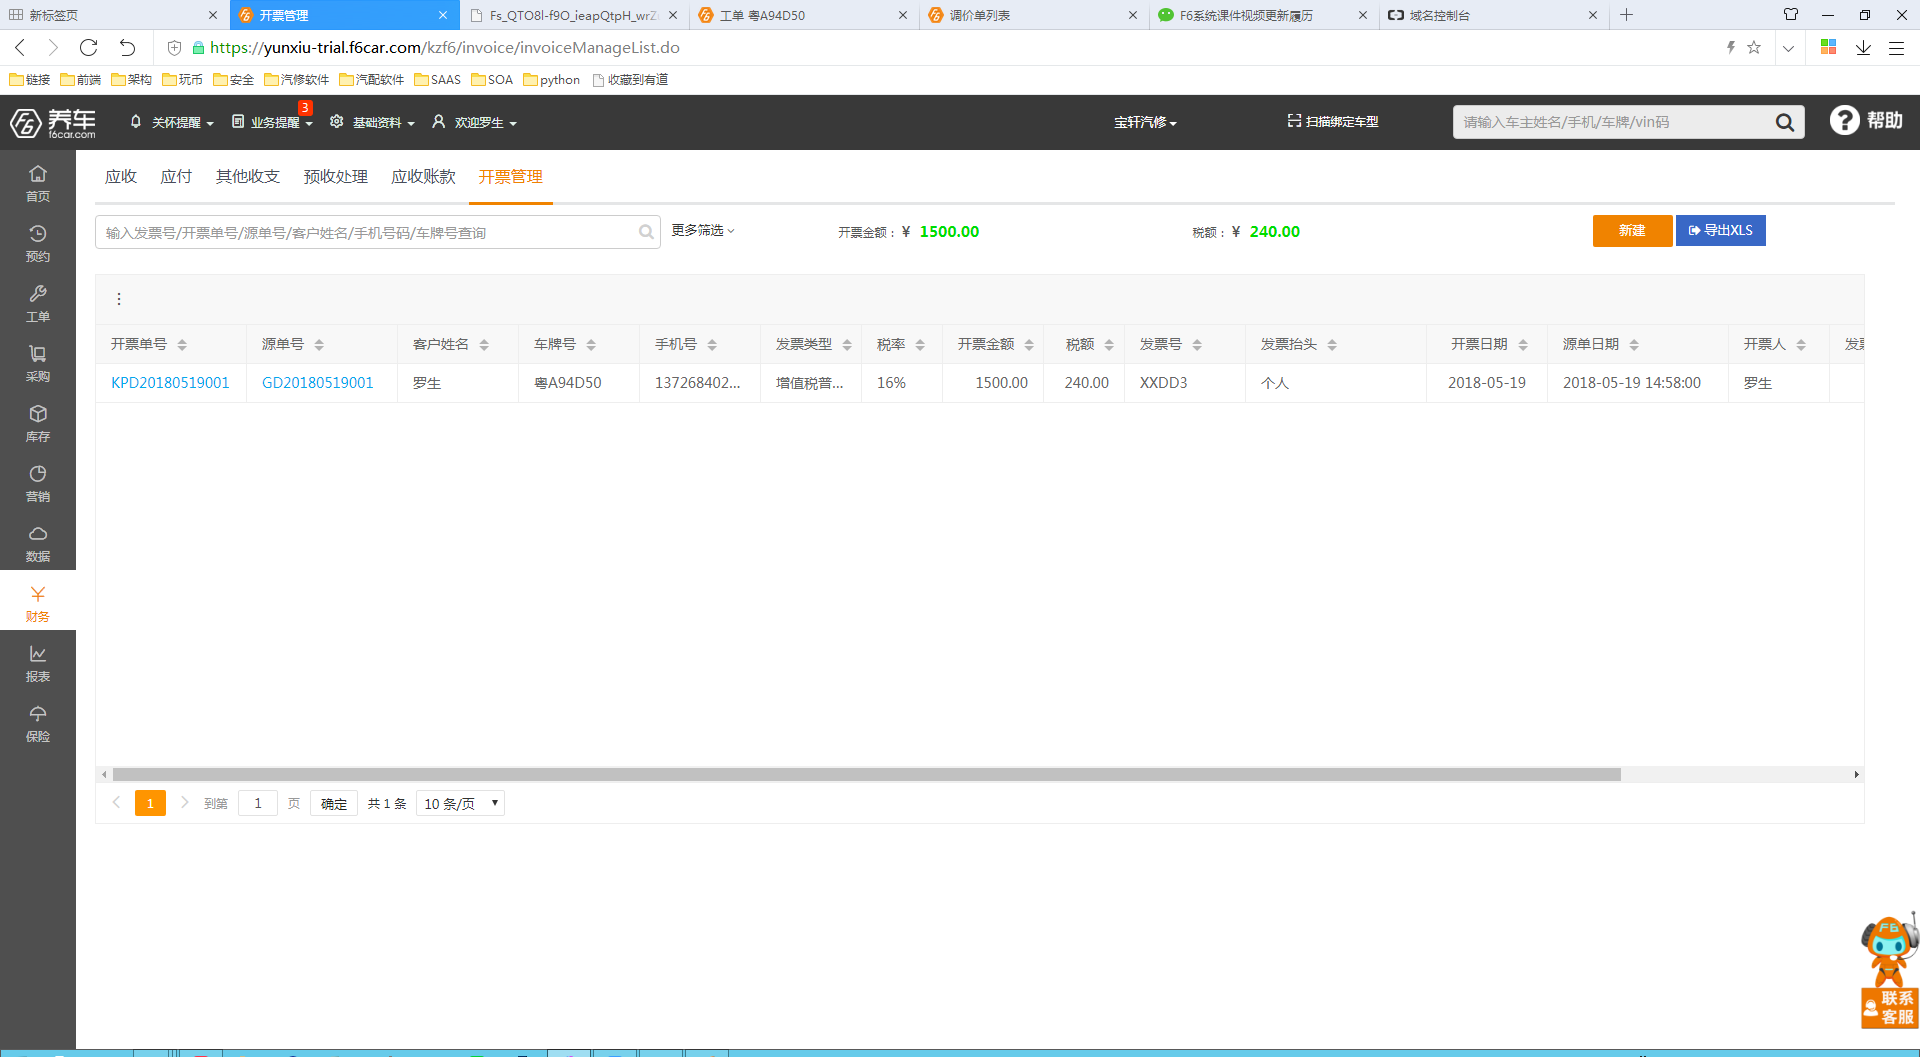 新标签页
开票管理
Fs_QTO8l-f9O_ieapQtpH_wrZ
工单 粤A94D50
调价单列表
F6系统课件视频更新履历
域名控制台
https://yunxiu-trial.f6car.com/kzf6/invoice/invoiceManageList.do
链接 前端 架构 玩币 安全 汽修软件 汽配软件 SAAS SOA python 收藏到有道
养车
f6car.com
关怀提醒 业务提醒 3 基础资料 欢迎罗生
宝轩汽修
扫描绑定车型
请输入车主姓名/手机/车牌/vin码
? 帮助
首页
预约
工单
采购
库存
营销
数据
财务
报表
保险
应收 应付 其他收支 预收处理 应收账款 开票管理
输入发票号/开票单号/源单号/客户姓名/手机号码/车牌号查询
更多筛选
开票金额：￥ 1500.00
税额：￥ 240.00
新建
导出XLS
开票单号 源单号 客户姓名 车牌号 手机号 发票类型 税率 开票金额 税额 发票号 发票抬头 开票日期 源单日期 开票人
KPD20180519001 GD20180519001 罗生 粤A94D50 137268402... 增值税普... 16% 1500.00 240.00 XXDD3 个人 2018-05-19 2018-05-19 14:58:00 罗生
1 到第 1 页 确定 共 1 条 10 条/页
F6
联系
客服